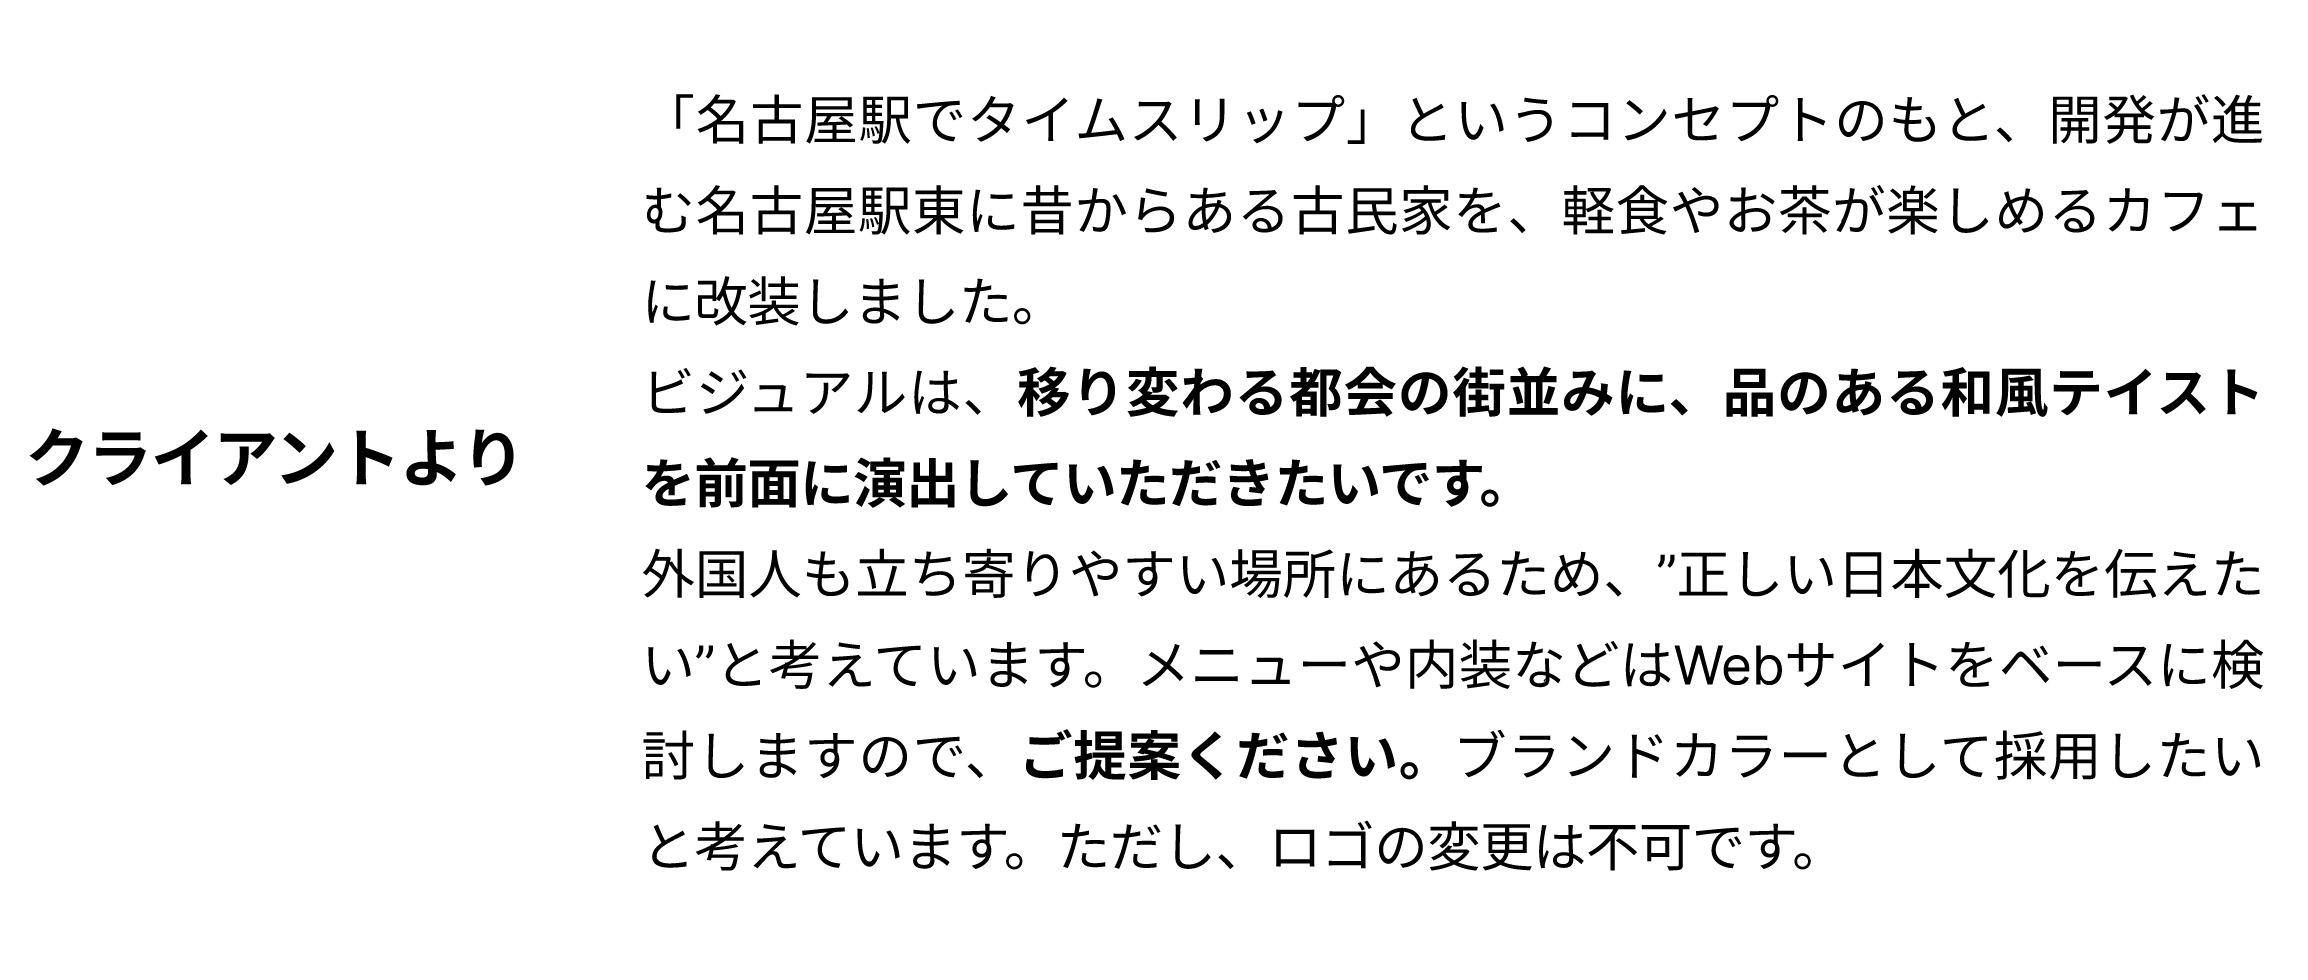 クライアントより
「名古屋駅でタイムスリップ」というコンセプトのもと、開発が進
む名古屋駅東に昔からある古民家を、軽食やお茶が楽しめるカフェ
に改装しました。
ビジュアルは、移り変わる都会の街並みに、品のある和風テイスト
を前面に演出していただきたいです。
外国人も立ち寄りやすい場所にあるため、”正しい日本文化を伝えた
い”と考えています。メニューや内装などはWebサイトをベースに検
討しますので、ご提案ください。ブランドカラーとして採用したい
と考えています。ただし、ロゴの変更は不可です。